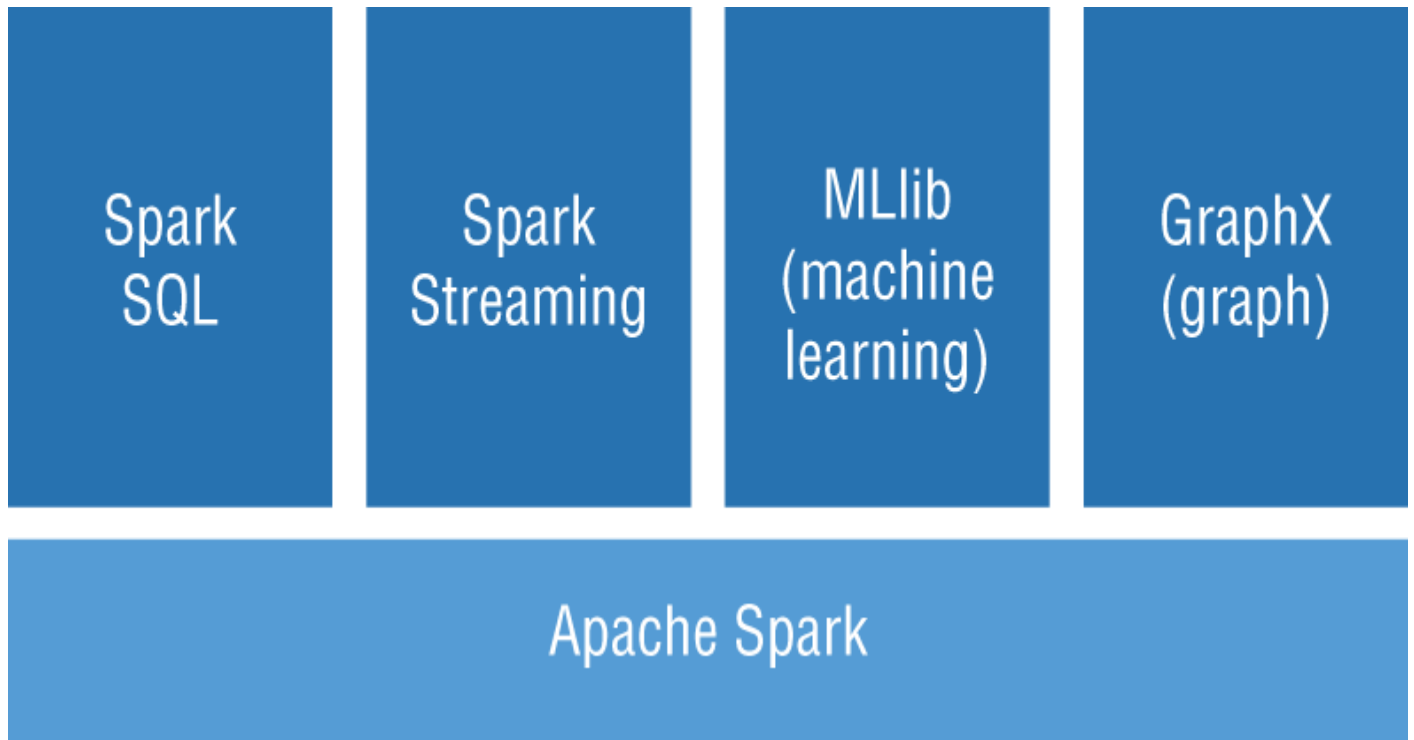 Spark
SQL
Spark
Streaming
MLlib
(machine
learning)
GraphX
(graph)
Apache Spark